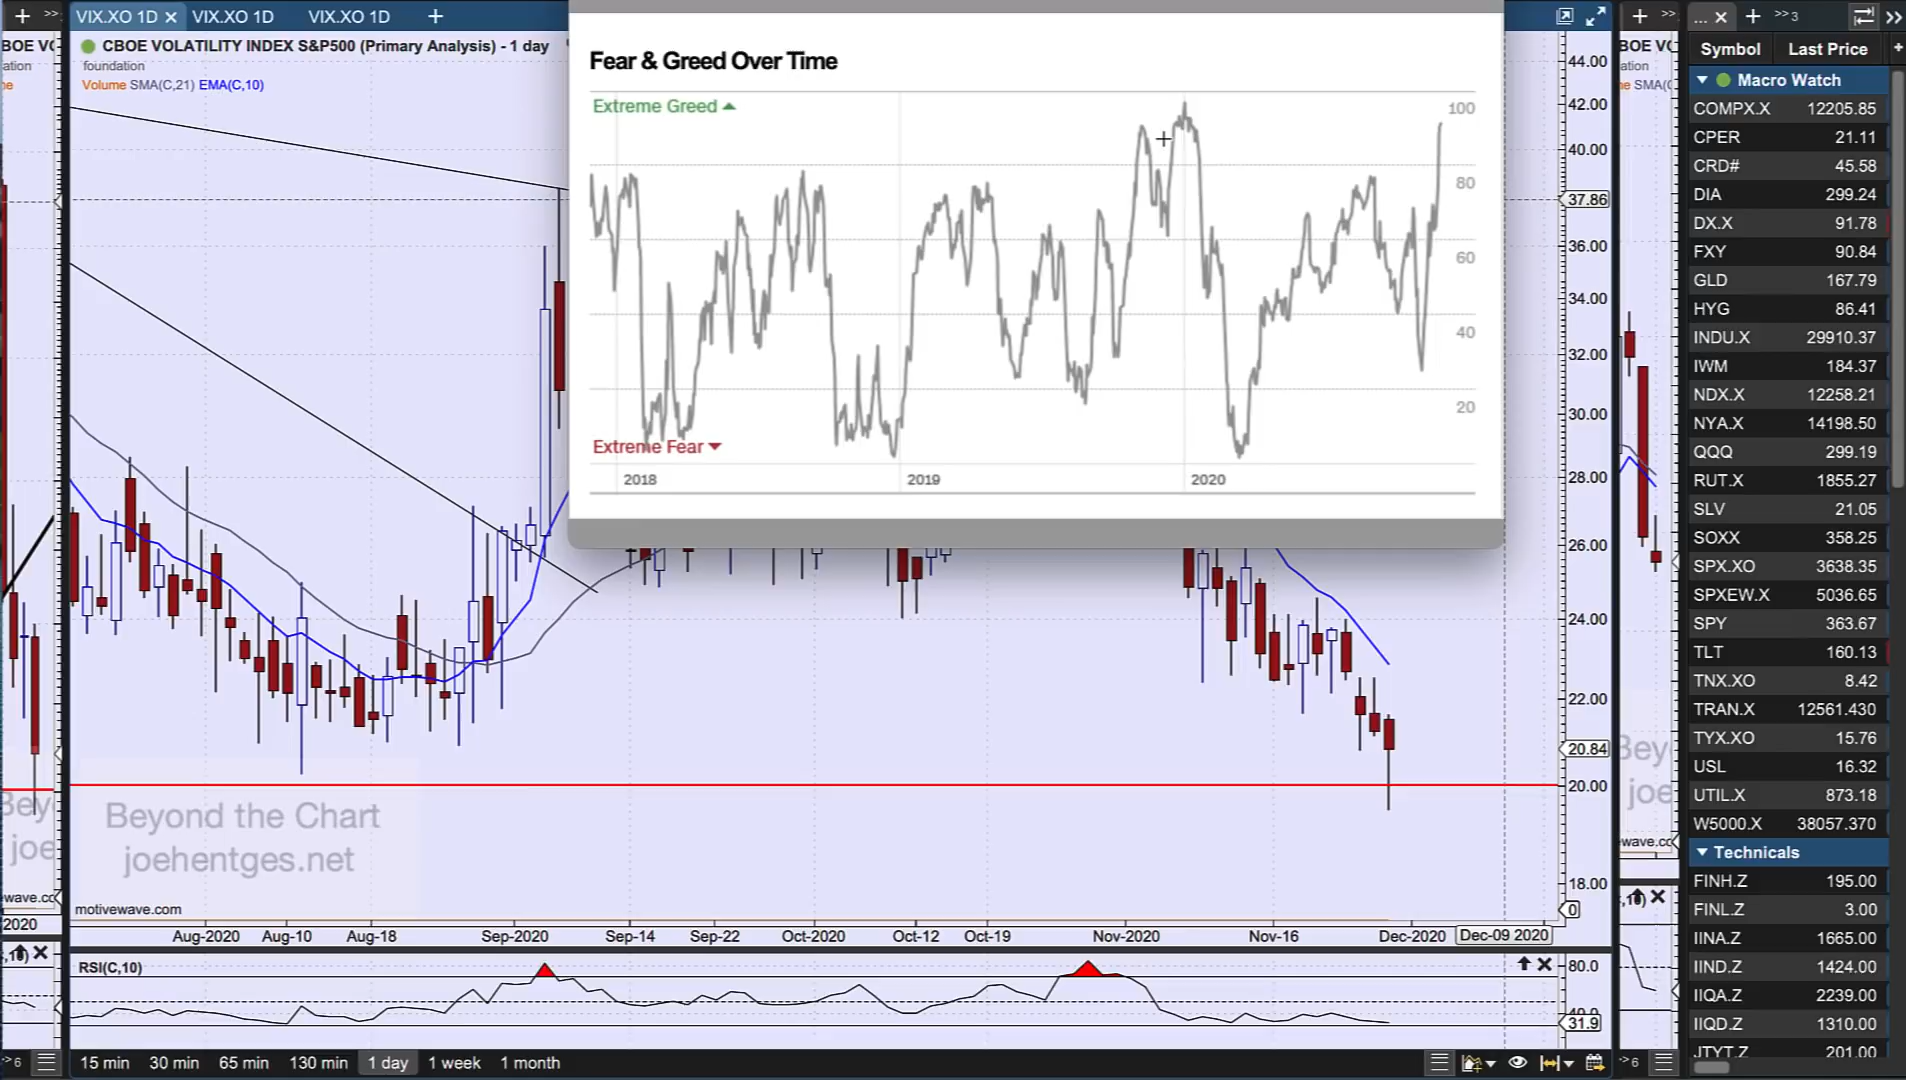 VIX.XO 1D
VIX.XO 1D
VIX.XO 1D
CBOE VOLATILITY INDEX S&P500 (Primary Analysis) - 1 day
foundation
Volume SMA(C,21) EMA(C,10)
Fear & Greed Over Time
Extreme Greed
100
80
60
40
20
Extreme Fear
2018
2019
2020
44.00
42.00
40.00
37.86
36.00
34.00
32.00
30.00
28.00
26.00
24.00
22.00
20.84
20.00
18.00
0
Beyond the Chart
joehentges.net
motivewave.com
Aug-2020
Aug-10
Aug-18
Sep-2020
Sep-14
Sep-22
Oct-2020
Oct-12
Oct-19
Nov-2020
Nov-16
Dec-2020
Dec-09 2020
RSI(C,10)
80.0
40.0
31.9
15 min
30 min
65 min
130 min
1 day
1 week
1 month
Symbol Last Price
Macro Watch
COMPX.X 12205.85
CPER 21.11
CRD# 45.58
DIA 299.24
DX.X 91.78
FXY 90.84
GLD 167.79
HYG 86.41
INDU.X 29910.37
IWM 184.37
NDX.X 12258.21
NYA.X 14198.50
QQQ 299.19
RUT.X 1855.27
SLV 21.05
SOXX 358.25
SPX.XO 3638.35
SPXEW.X 5036.65
SPY 363.67
TLT 160.13
TNX.XO 8.42
TRAN.X 12561.430
TYX.XO 15.76
USL 16.32
UTIL.X 873.18
W5000.X 38057.370
Technicals
FINH.Z 195.00
FINL.Z 3.00
IINA.Z 1665.00
IIND.Z 1424.00
IIQA.Z 2239.00
IIQD.Z 1310.00
JTYT.Z 201.00